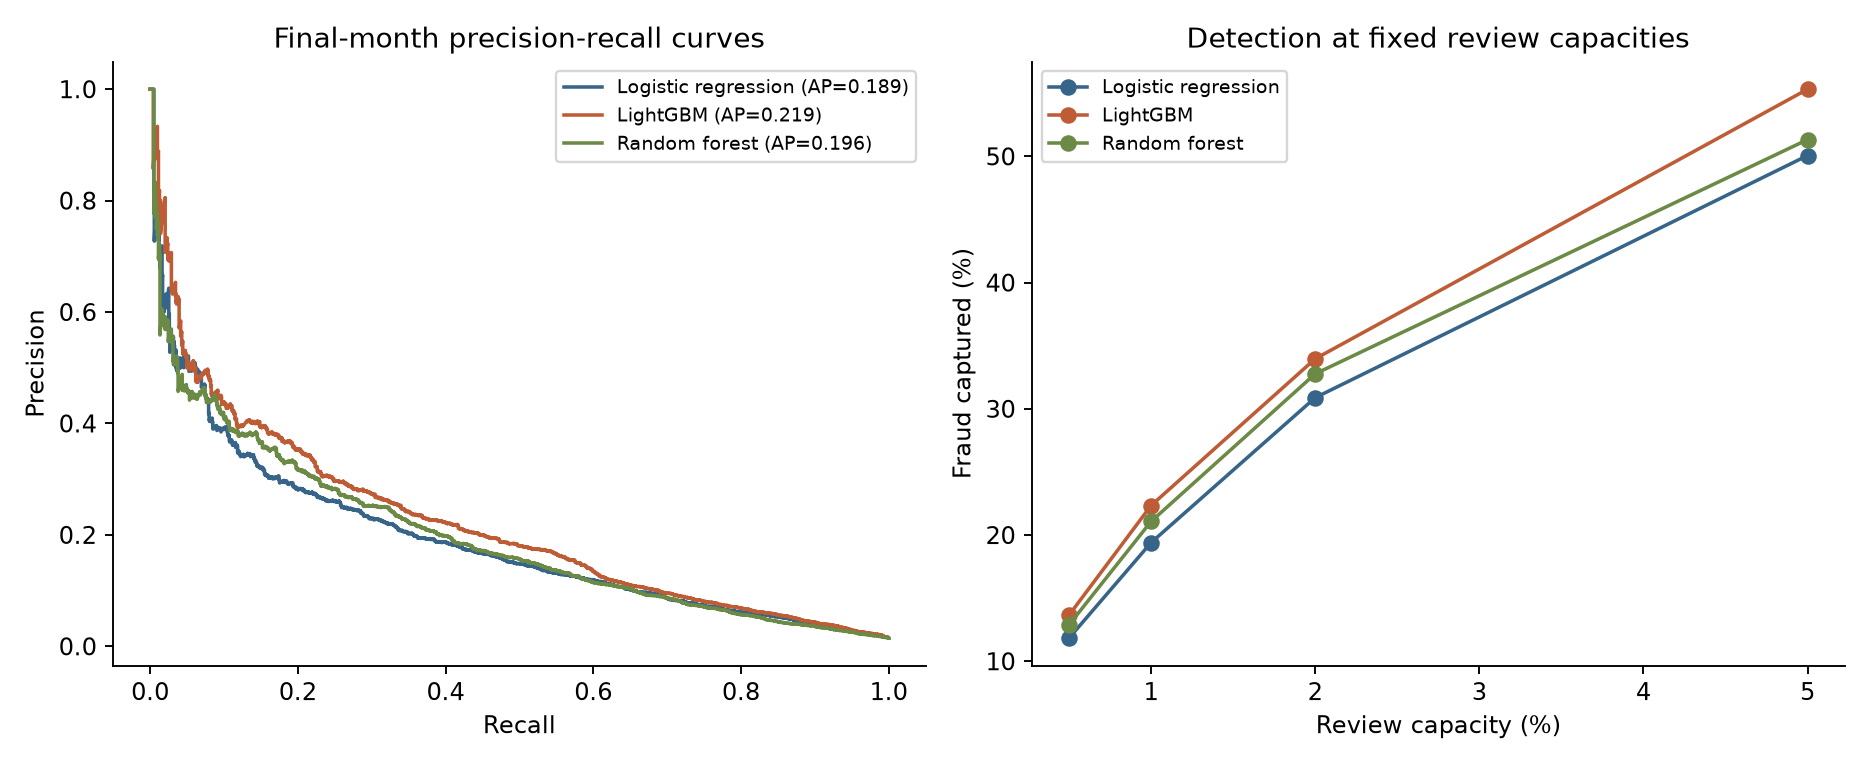 Final-month precision-recall curves
Logistic regression (AP=0.189)
LightGBM (AP=0.219)
Random forest (AP=0.196)
Precision
1.0
0.8
0.6
0.4
0.2
0.0
0.0 0.2 0.4 0.6 0.8 1.0
Recall
Detection at fixed review capacities
Logistic regression
LightGBM
Random forest
Fraud captured (%)
50
40
30
20
10
1 2 3 4 5
Review capacity (%)